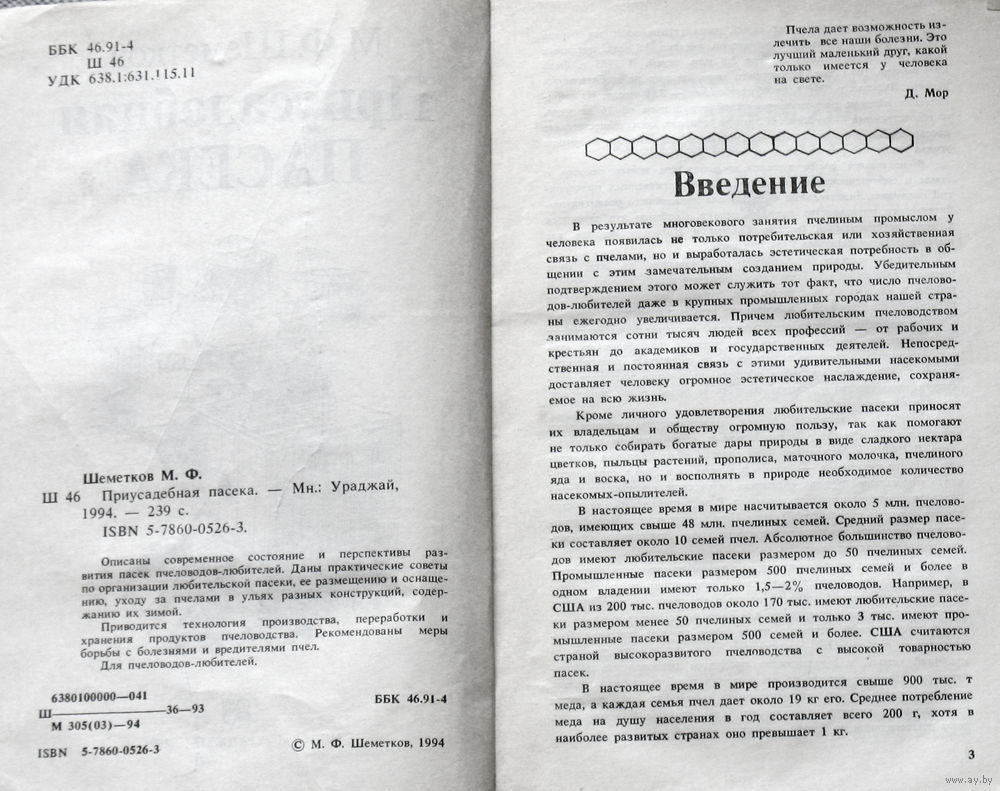 ББК 46.91-4
Ш 46
УДК 638.1:631.115.11
Шеметков М. Ф.
Ш 46 Приусадебная пасека. — Мн.: Ураджай,
1994. — 239 с.
ISBN 5-7860-0526-3.
Описаны современное состояние и перспективы раз-
вития пасек пчеловодов-любителей. Даны практические советы
по организации любительской пасеки, ее размещению и оснаще-
нию, уходу за пчелами в ульях разных конструкций, содер-
жанию их зимой.
Приводится технология производства, переработки и
хранения продуктов пчеловодства. Рекомендованы меры
борьбы с болезнями и вредителями пчел.
Для пчеловодов-любителей.
6380100000—041
Ш————————36—93
М 305(03)—94
ББК 46.91-4
ISBN 5-7860-0526-3
© М. Ф. Шеметков, 1994
Пчела дает возможность из-
лечить все наши болезни. Это
лучший маленький друг, какой
только имеется у человека
на свете.
Д. Мор
Введение
В результате многовекового занятия пчелиным промыслом у
человека появилась не только потребительская или хозяйственная
связь с пчелами, но и выработалась эстетическая потребность в об-
щении с этим замечательным созданием природы. Убедительным
подтверждением этого может служить тот факт, что число пчелово-
дов-любителей даже в крупных промышленных городах нашей стра-
ны ежегодно увеличивается. Причем любительским пчеловодством
занимаются сотни тысяч людей всех профессий — от рабочих и
крестьян до академиков и государственных деятелей. Непосред-
ственная и постоянная связь с этими удивительными насекомыми
доставляет человеку огромное эстетическое наслаждение, сохраня-
емое на всю жизнь.
Кроме личного удовлетворения любительские пасеки приносят
их владельцам и обществу огромную пользу, так как помогают
не только собирать богатые дары природы в виде сладкого нектара
цветков, пыльцы растений, прополиса, маточного молочка, пчелиного
яда и воска, но и восполнять в природе необходимое количество
насекомых-опылителей.
В настоящее время в мире насчитывается около 5 млн. пчелово-
дов, имеющих свыше 48 млн. пчелиных семей. Средний размер пасе-
ки составляет около 10 семей пчел. Абсолютное большинство пчелово-
дов имеют любительские пасеки размером до 50 пчелиных семей.
Промышленные пасеки размером 500 пчелиных семей и более в
одном владении имеют только 1,5—2% пчеловодов. Например, в
США из 200 тыс. пчеловодов около 170 тыс. имеют любительские пасе-
ки размером менее 50 пчелиных семей и только 3 тыс. имеют про-
мышленные пасеки размером 500 семей и более. США считаются
страной высокоразвитого пчеловодства с высокой товарностью
пасек.
В настоящее время в мире производится свыше 900 тыс. т
меда, а каждая семья пчел дает около 19 кг его. Среднее потребление
меда на душу населения в год составляет всего 200 г, хотя в
наиболее развитых странах оно превышает 1 кг.
3
www.ay.by